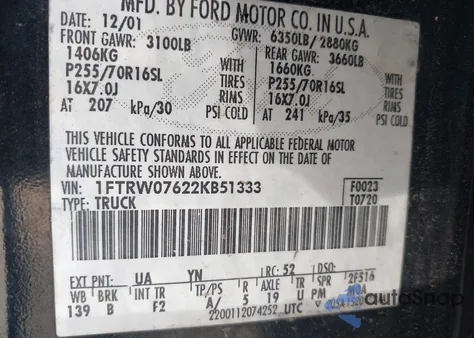 MFD. BY FORD MOTOR CO. IN U.S.A.
DATE: 12/01 GVWR: 6350LB/ 2880KG
FRONT GAWR: 3100LB REAR GAWR: 3660LB
1406KG WITH 1660KG WITH
P255/70R16SL TIRES P255/70R16SL TIRES
16X7.0J RIMS 16X7.0J RIMS
AT 207 kPa/30 PSI COLD AT 241 kPa/35 PSI COLD
THIS VEHICLE CONFORMS TO ALL APPLICABLE FEDERAL MOTOR
VEHICLE SAFETY STANDARDS IN EFFECT ON THE DATE OF
MANUFACTURE SHOWN ABOVE.
VIN: 1FTRW07622KB51333 F0023
TYPE: TRUCK T0720
EXT PNT: UA YN RC: 52 DSO: 2F516
WB BRK INT TR TP/PS R AXLE TR
139 B F2 A/ 5 19 U
2200112074252 UTC
autoSnap